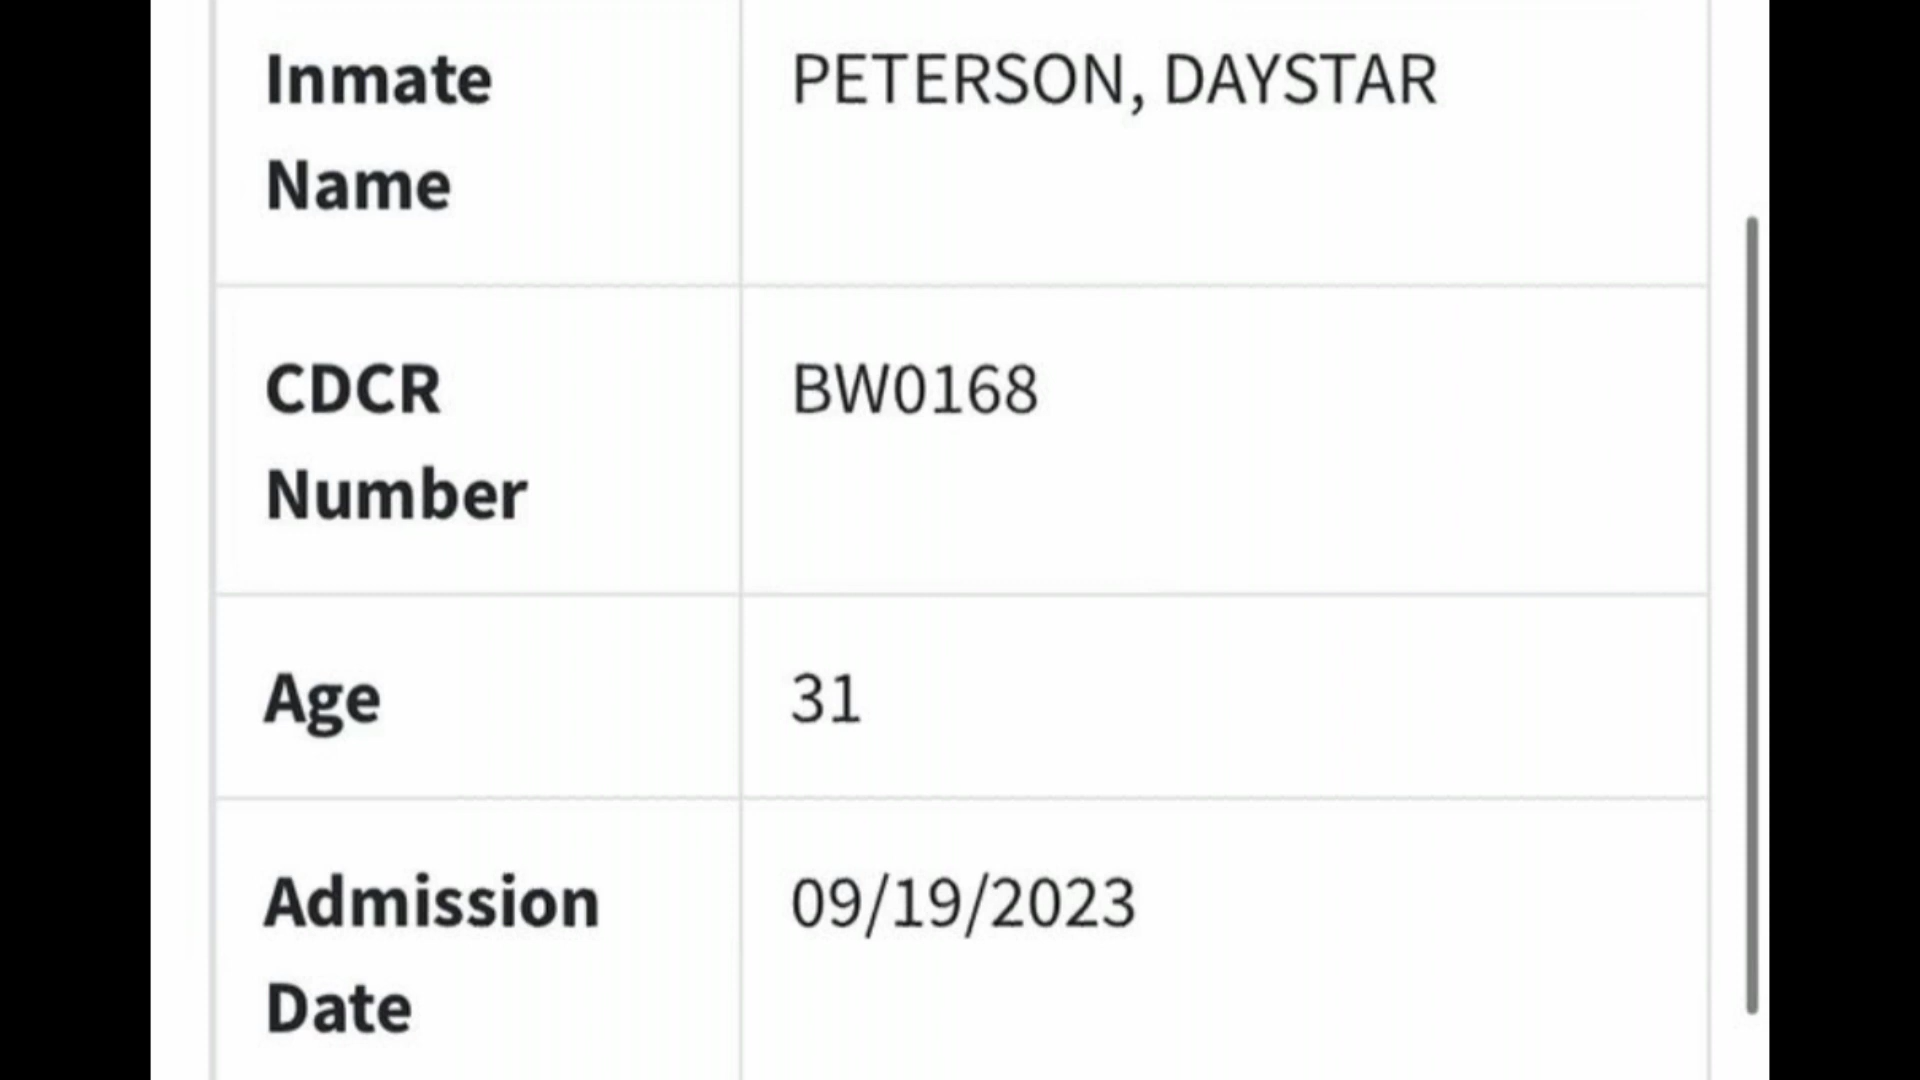 Inmate Name PETERSON, DAYSTAR
CDCR Number BW0168
Age 31
Admission Date 09/19/2023